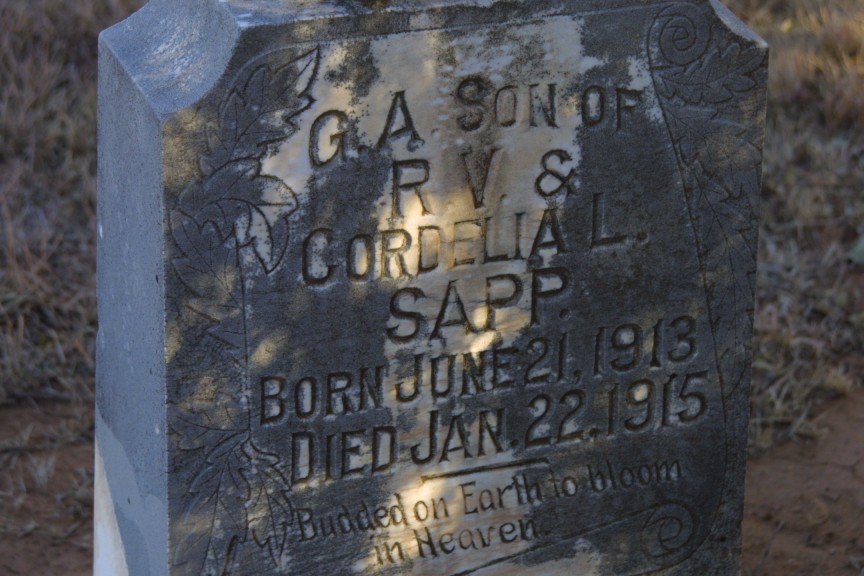 G. A. SON OF
R. V. &
CORDELIA L.
SAPP.
BORN JUNE 21, 1913
DIED JAN. 22. 1915
Budded on Earth to bloom
in Heaven.